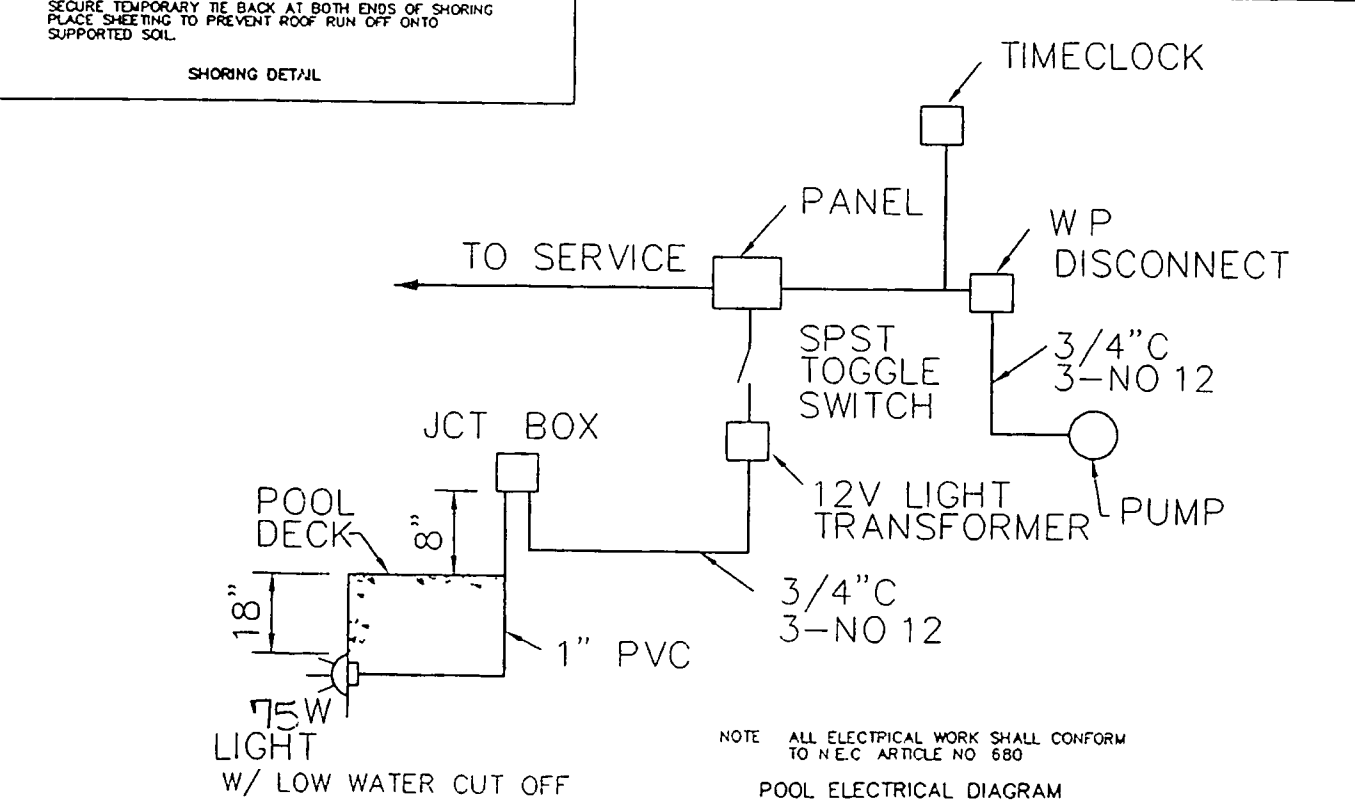 SECURE TEMPORARY TIE BACK AT BOTH ENDS OF SHORING
PLACE SHEETING TO PREVENT ROOF RUN OFF ONTO
SUPPORTED SOIL.
SHORING DETAIL
TIMECLOCK
PANEL
W P
DISCONNECT
TO SERVICE
SPST
TOGGLE
SWITCH
3/4"C
3-NO 12
JCT BOX
12V LIGHT
TRANSFORMER
PUMP
POOL
DECK
8"
18"
3/4"C
3-NO 12
1" PVC
75W
LIGHT
W/ LOW WATER CUT OFF
NOTE ALL ELECTRICAL WORK SHALL CONFORM
TO N.E.C ARTICLE NO 680
POOL ELECTRICAL DIAGRAM